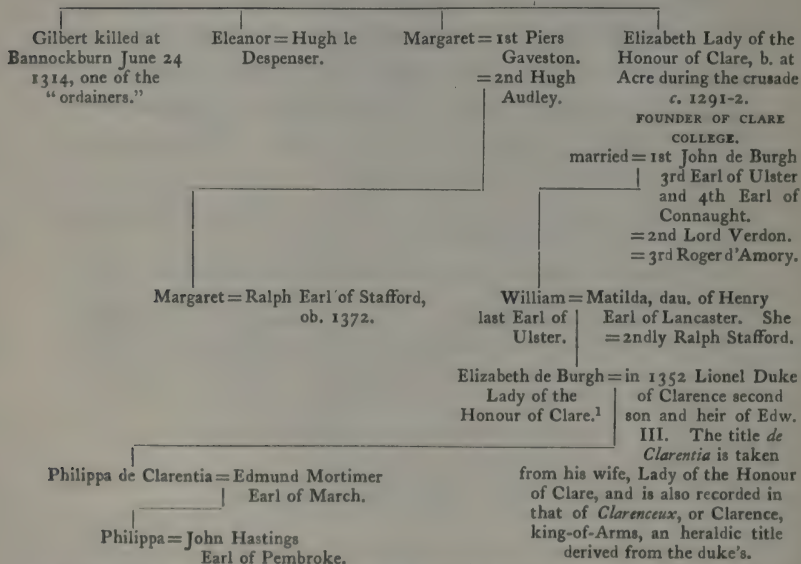 Gilbert killed at
Bannockburn June 24
1314, one of the
"ordainers."
Eleanor = Hugh le
Despenser.
Margaret = 1st Piers
Gaveston.
= 2nd Hugh
Audley.
Elizabeth Lady of the
Honour of Clare, b. at
Acre during the crusade
c. 1291-2.
FOUNDER OF CLARE
COLLEGE.
married = 1st John de Burgh
3rd Earl of Ulster
and 4th Earl of
Connaught.
= 2nd Lord Verdon.
= 3rd Roger d'Amory.
Margaret = Ralph Earl of Stafford,
ob. 1372.
William = Matilda, dau. of Henry
last Earl of Earl of Lancaster. She
Ulster. = 2ndly Ralph Stafford.
Elizabeth de Burgh = in 1352 Lionel Duke
Lady of the of Clarence second
Honour of Clare.¹ son and heir of Edw.
III. The title de
Clarentia is taken
from his wife, Lady of the Honour
of Clare, and is also recorded in
that of Clarenceux, or Clarence,
king-of-Arms, an heraldic title
derived from the duke's.
Philippa de Clarentia = Edmund Mortimer
Earl of March.
Philippa = John Hastings
Earl of Pembroke.